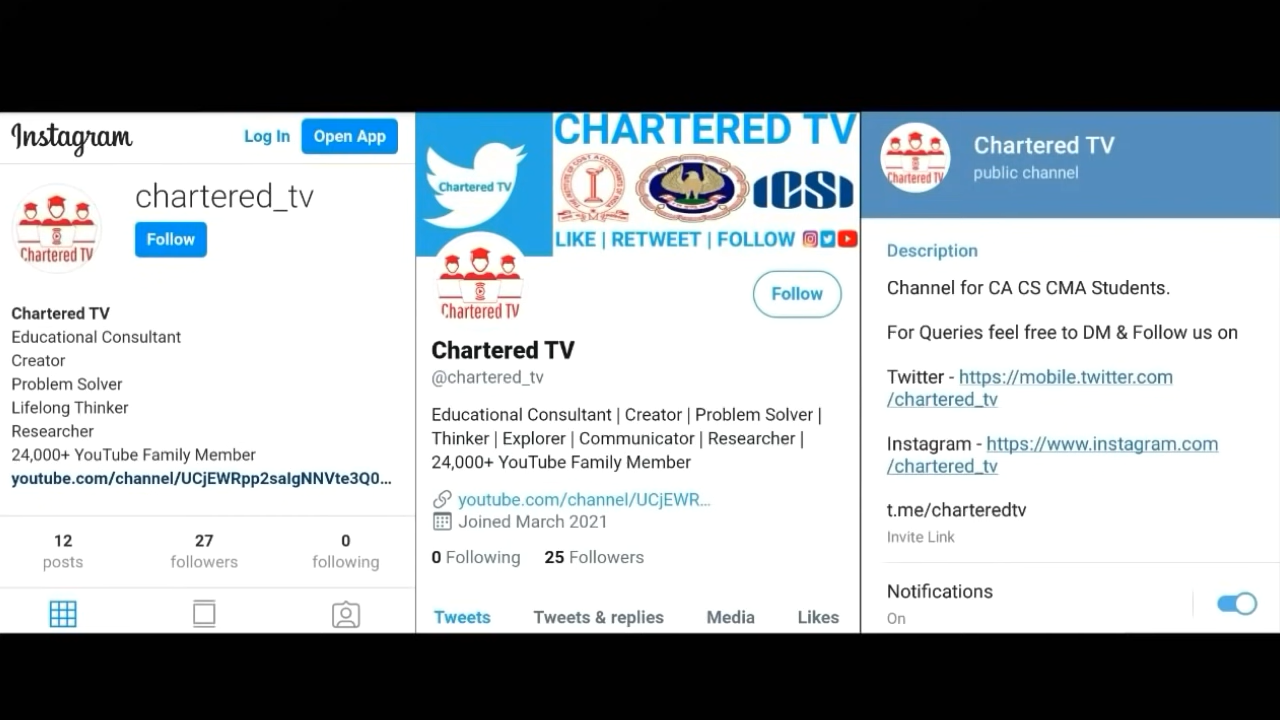 Instagram
Log In
Open App
chartered_tv
Follow
Chartered TV
Chartered TV
Educational Consultant
Creator
Problem Solver
Lifelong Thinker
Researcher
24,000+ YouTube Family Member
youtube.com/channel/UCjEWRpp2saIgNNVte3Q0...
12
27
0
posts
followers
following
Chartered TV
CHARTERED TV
ICSI
LIKE | RETWEET | FOLLOW
Chartered TV
Follow
Chartered TV
@chartered_tv
Educational Consultant | Creator | Problem Solver |
Thinker | Explorer | Communicator | Researcher |
24,000+ YouTube Family Member
youtube.com/channel/UCjEWR...
Joined March 2021
0 Following 25 Followers
Tweets Tweets & replies Media Likes
Chartered TV
Chartered TV
public channel
Description
Channel for CA CS CMA Students.
For Queries feel free to DM & Follow us on
Twitter - https://mobile.twitter.com
/chartered_tv
Instagram - https://www.instagram.com
/chartered_tv
t.me/charteredtv
Invite Link
Notifications
On